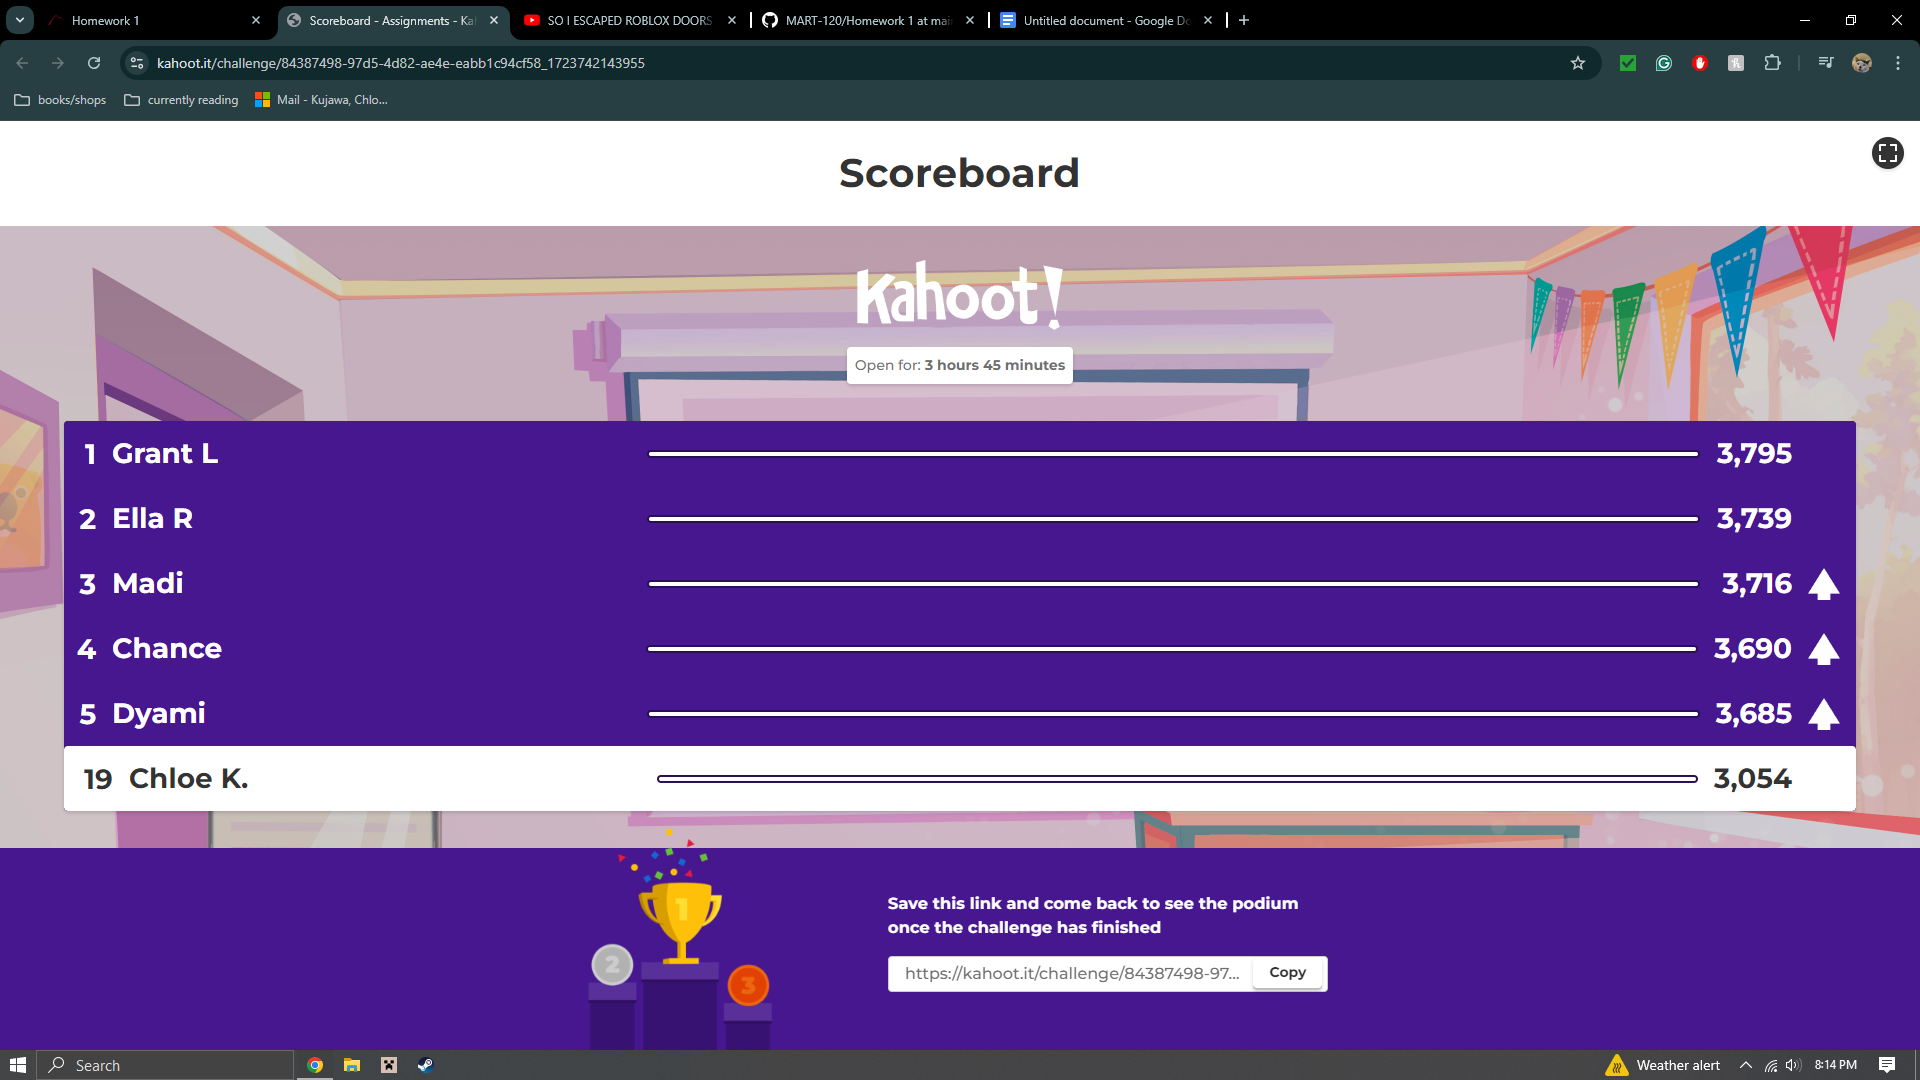 Homework 1
Scoreboard - Assignments - Ka
SO I ESCAPED ROBLOX DOORS
MART-120/Homework 1 at mai
Untitled document - Google Do
kahoot.it/challenge/84387498-97d5-4d82-ae4e-eabb1c94cf58_1723742143955
books/shops
currently reading
Mail - Kujawa, Chlo...
Scoreboard
Kahoot!
Open for: 3 hours 45 minutes
1 Grant L 3,795
2 Ella R 3,739
3 Madi 3,716
4 Chance 3,690
5 Dyami 3,685
19 Chloe K. 3,054
1
2
3
Save this link and come back to see the podium
once the challenge has finished
https://kahoot.it/challenge/84387498-97... Copy
Search
Weather alert
8:14 PM